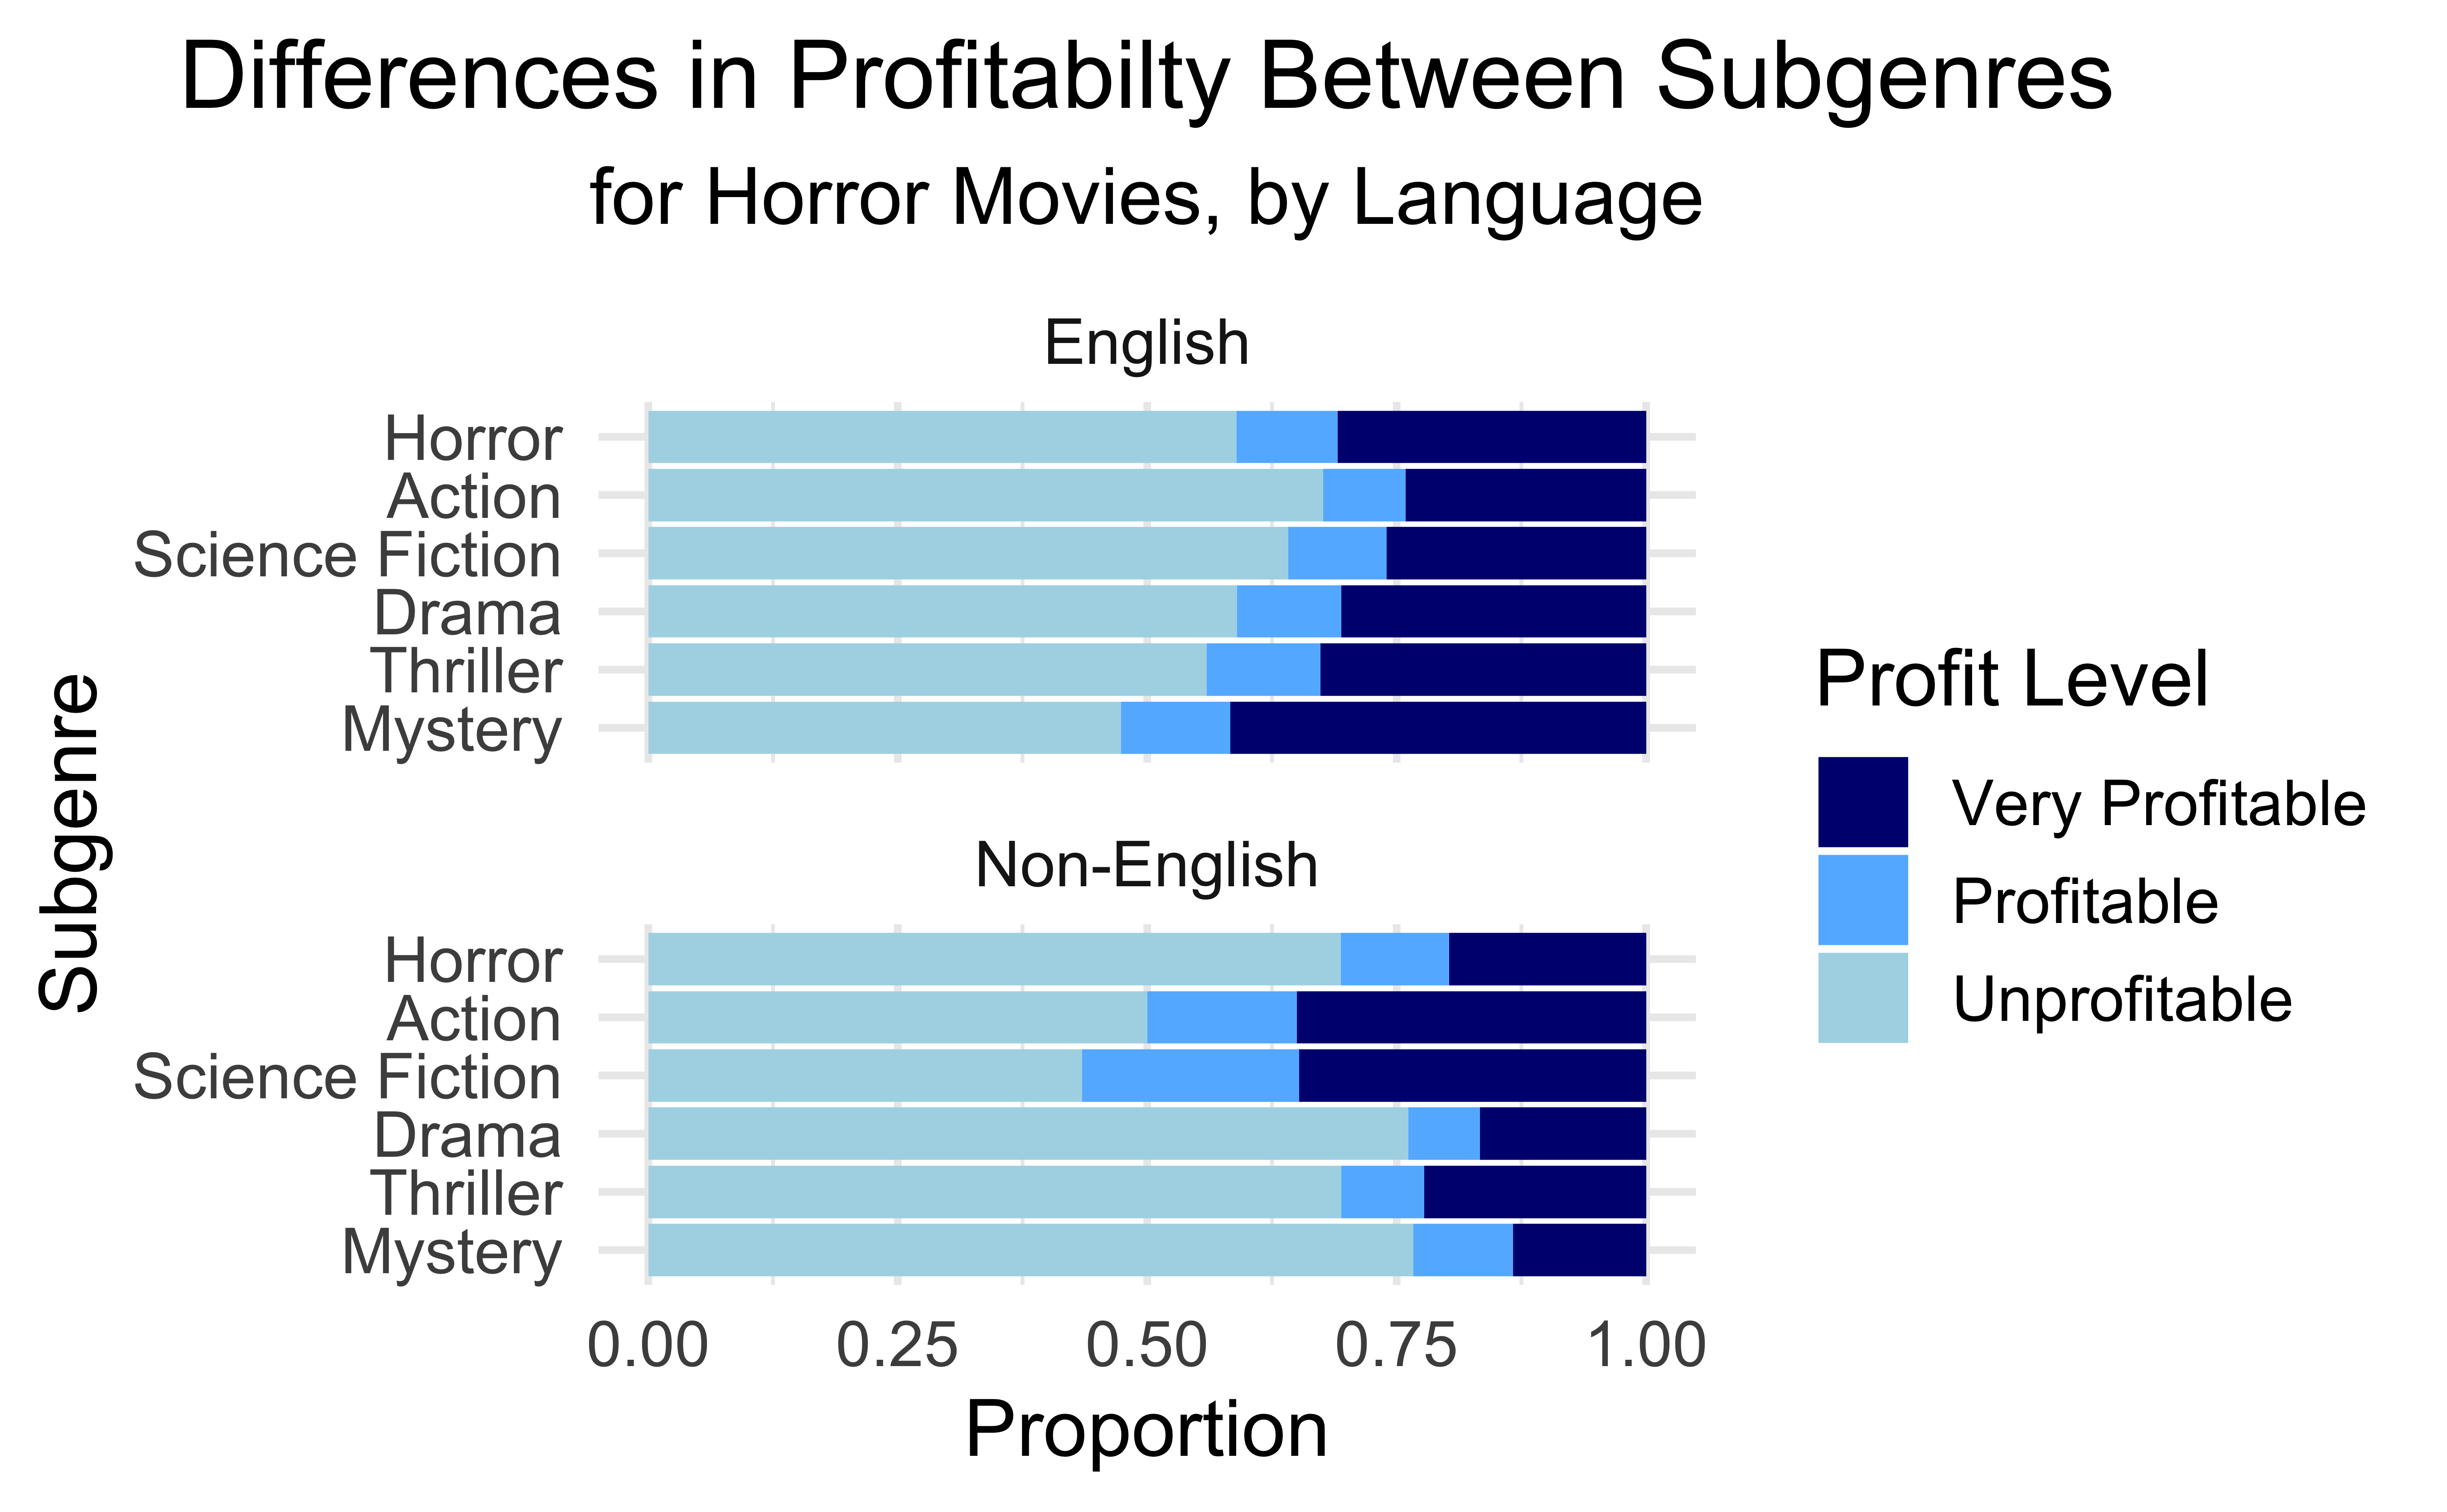 Differences in Profitabilty Between Subgenres
for Horror Movies, by Language
English
Horror
Action
Science Fiction
Drama
Thriller
Mystery
Non-English
Horror
Action
Science Fiction
Drama
Thriller
Mystery
0.00 0.25 0.50 0.75 1.00
Proportion
Subgenre
Profit Level
Very Profitable
Profitable
Unprofitable